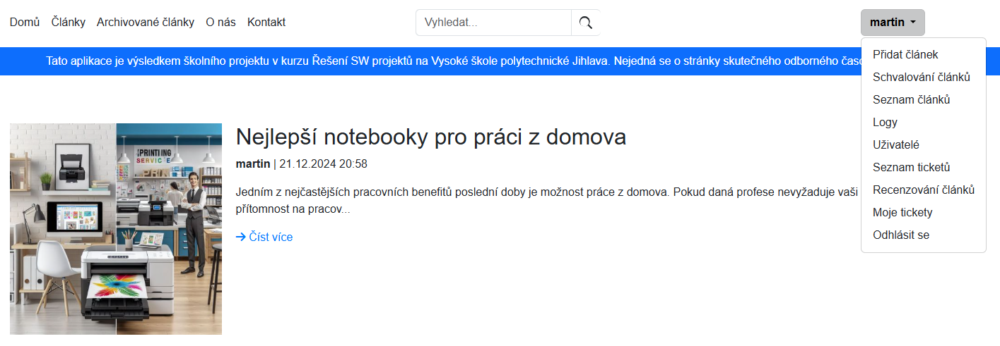 Domů Články Archivované články O nás Kontakt Vyhledat... martin
Tato aplikace je výsledkem školního projektu v kurzu Řešení SW projektů na Vysoké škole polytechnické Jihlava. Nejedná se o stránky skutečného odborného
Přidat článek
Schvalování článků
Seznam článků
Logy
Uživatelé
Seznam ticketů
Recenzování článků
Moje tickety
Odhlásit se
PRINTIING
SERVICE
Nejlepší notebooky pro práci z domova
martin | 21.12.2024 20:58
Jedním z nejčastějších pracovních benefitů poslední doby je možnost práce z domova. Pokud daná profese nevyžaduje vaši
přítomnost na pracov...
Číst více